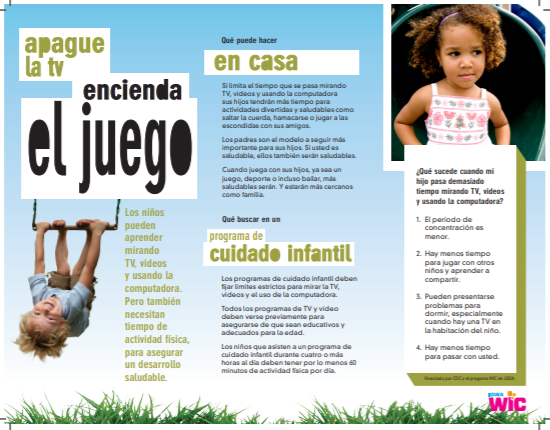 apague
la tv
encienda
el juego
Los niños
pueden
aprender
mirando
TV, videos
y usando la
computadora.
Pero también
necesitan
tiempo de
actividad física,
para asegurar
un desarrollo
saludable.
Qué puede hacer
en casa
Si limita el tiempo que se pasa mirando
TV, videos y usando la computadora
sus hijos tendrán más tiempo para
actividades divertidas y saludables como
saltar la cuerda, hamacarse o jugar a las
escondidas con sus amigos.
Los padres son el modelo a seguir más
importante para sus hijos. Si usted es
saludable, ellos también serán saludables.
Cuando juega con sus hijos, ya sea un
juego, deporte o incluso bailar, más
saludables serán. Y estarán más cercanos
como familia.
Qué buscar en un
programa de
cuidado infantil
Los programas de cuidado infantil deben
fijar límites estrictos para mirar la TV,
videos y el uso de la computadora.
Todos los programas de TV y video
deben verse previamente para
asegurarse de que sean educativos y
adecuados para la edad.
Los niños que asisten a un programa de
cuidado infantil durante cuatro o más
horas al día deben tener por lo menos 60
minutos de actividad física por día.
¿Qué sucede cuando mi
hijo pasa demasiado
tiempo mirando TV, videos
y usando la computadora?
1. El periodo de
concentración es
menor.
2. Hay menos tiempo
para jugar con otros
niños y aprender a
compartir.
3. Pueden presentarse
problemas para
dormir, especialmente
cuando hay una TV en
la habitación del niño.
4. Hay menos tiempo
para pasar con usted.
por CDC y el programa WIC de USDA
WIC